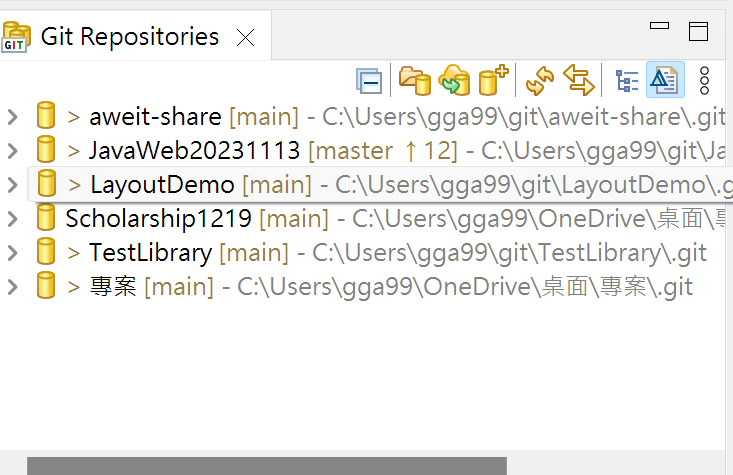 Git Repositories
GIT
> aweit-share [main] - C:\Users\gga99\git\aweit-share\.git
> JavaWeb20231113 [master ↑12] - C:\Users\gga99\git\Ja
> LayoutDemo [main] - C:\Users\gga99\git\LayoutDemo\.g
Scholarship1219 [main] - C:\Users\gga99\OneDrive\桌面\專
> TestLibrary [main] - C:\Users\gga99\git\TestLibrary\.git
> 專案 [main] - C:\Users\gga99\OneDrive\桌面\專案\.git